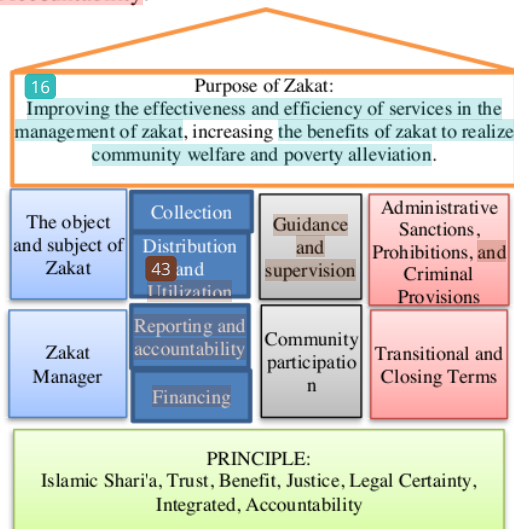 16
Purpose of Zakat:
Improving the effectiveness and efficiency of services in the
management of zakat, increasing the benefits of zakat to realize
community welfare and poverty alleviation.
The object
and subject of
Zakat
Collection
Distribution
43 and
Utilization
Guidance
and
supervision
Administrative
Sanctions,
Prohibitions, and
Criminal
Provisions
Zakat
Manager
Reporting and
accountability
Financing
Community
participatio
n
Transitional and
Closing Terms
PRINCIPLE:
Islamic Shari'a, Trust, Benefit, Justice, Legal Certainty,
Integrated, Accountability